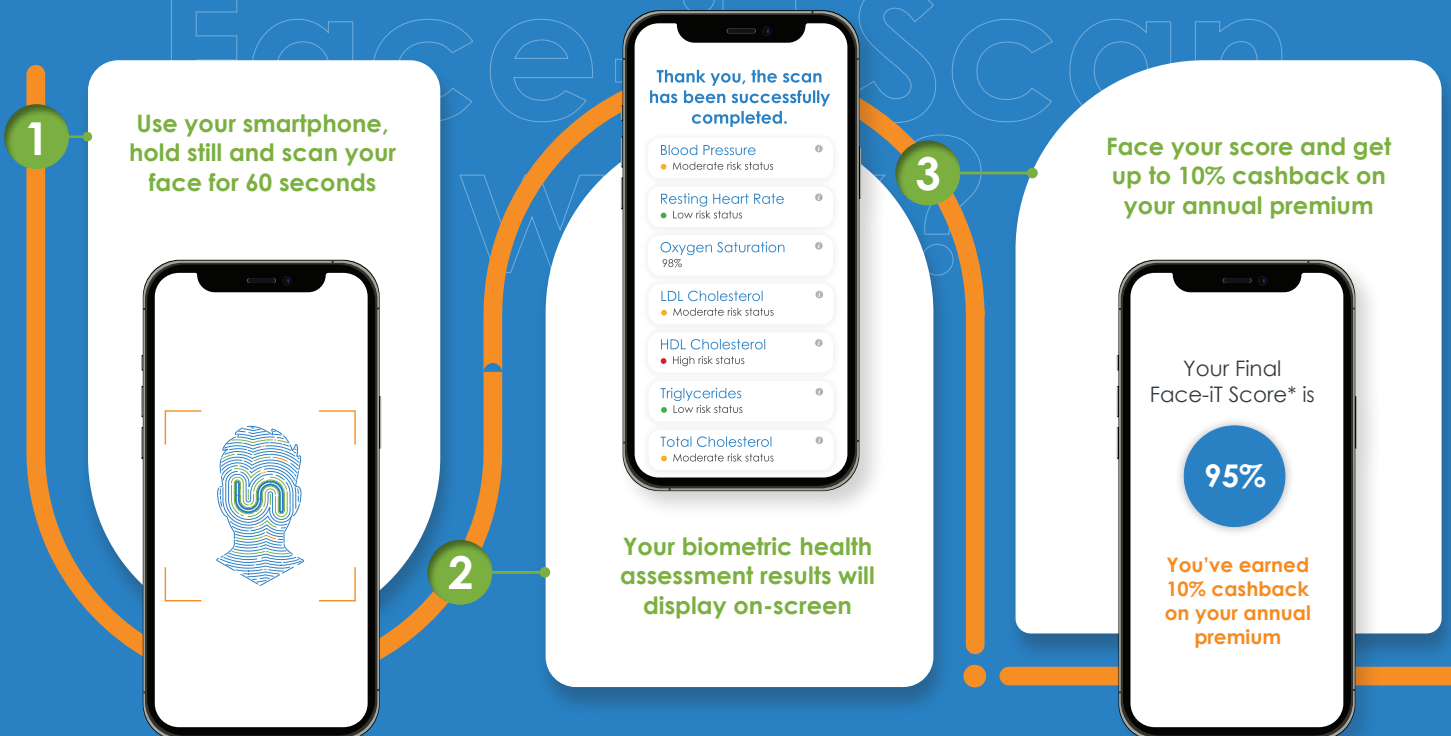 Face-iT Scan
w
?
1
Use your smartphone,
hold still and scan your
face for 60 seconds
2
Thank you, the scan
has been successfully
completed.
Blood Pressure
Moderate risk status
Resting Heart Rate
Low risk status
Oxygen Saturation
98%
LDL Cholesterol
Moderate risk status
HDL Cholesterol
High risk status
Triglycerides
Low risk status
Total Cholesterol
Moderate risk status
Your biometric health
assessment results will
display on-screen
3
Face your score and get
up to 10% cashback on
your annual premium
Your Final
Face-iT Score* is
95%
You’ve earned
10% cashback
on your annual
premium